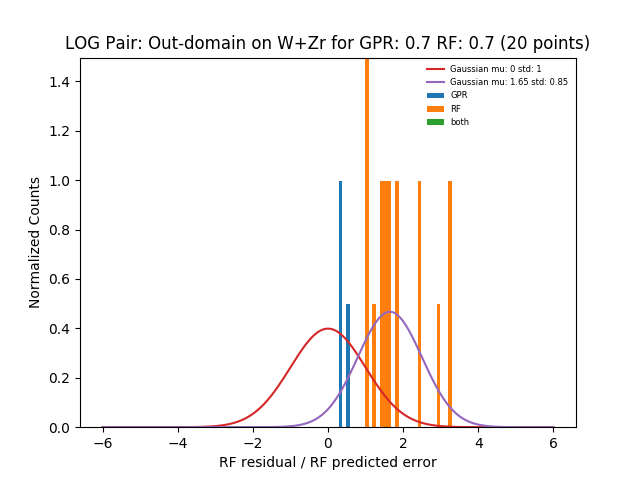 LOG Pair: Out-domain on W+Zr for GPR: 0.7 RF: 0.7 (20 points)
Gaussian mu: 0 std: 1
Gaussian mu: 1.65 std: 0.85
GPR
RF
both
Normalized Counts
1.4
1.2
1.0
0.8
0.6
0.4
0.2
0.0
−6 −4 −2 0 2 4 6
RF residual / RF predicted error